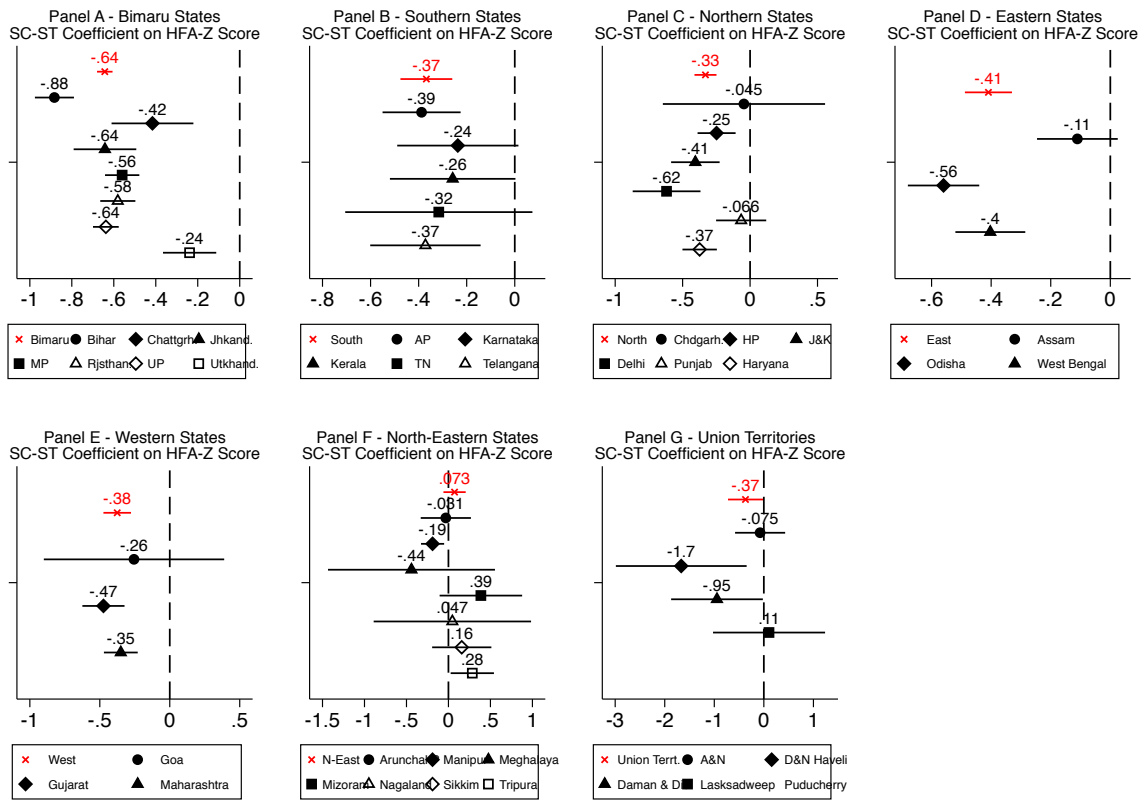 Panel A - Bimaru States
SC-ST Coefficient on HFA-Z Score
-.64
-.88
-.42
-.64
-.56
-.58
-.64
-.24
-1 -.8 -.6 -.4 -.2 0
Bimaru Bihar Chattgrh Jhkand.
MP Rjsthan UP Utkhand.
Panel B - Southern States
SC-ST Coefficient on HFA-Z Score
-.37
-.39
-.24
-.26
-.32
-.37
-.8 -.6 -.4 -.2 0
South AP Karnataka
Kerala TN Telangana
Panel C - Northern States
SC-ST Coefficient on HFA-Z Score
-.33
-.045
-.25
-.41
-.62
-.066
-.37
-1 -.5 0 .5
North Chdgarh. HP J&K
Delhi Punjab Haryana
Panel D - Eastern States
SC-ST Coefficient on HFA-Z Score
-.41
-.11
-.56
-.4
-.6 -.4 -.2 0
East Assam
Odisha West Bengal
Panel E - Western States
SC-ST Coefficient on HFA-Z Score
-.38
-.26
-.47
-.35
-1 -.5 0 .5
West Goa
Gujarat Maharashtra
Panel F - North-Eastern States
SC-ST Coefficient on HFA-Z Score
.073
-.031
-.19
-.44
.39
.047
.16
.28
-1.5 -1 -.5 0 .5 1
N-East Arunchal Manipur Meghalaya
Mizoram Nagaland Sikkim Tripura
Panel G - Union Territories
SC-ST Coefficient on HFA-Z Score
-.37
-.075
-1.7
-.95
.11
-3 -2 -1 0 1
Union Territ. A&N D&N Haveli
Daman & D Lasksadweep Puducherry